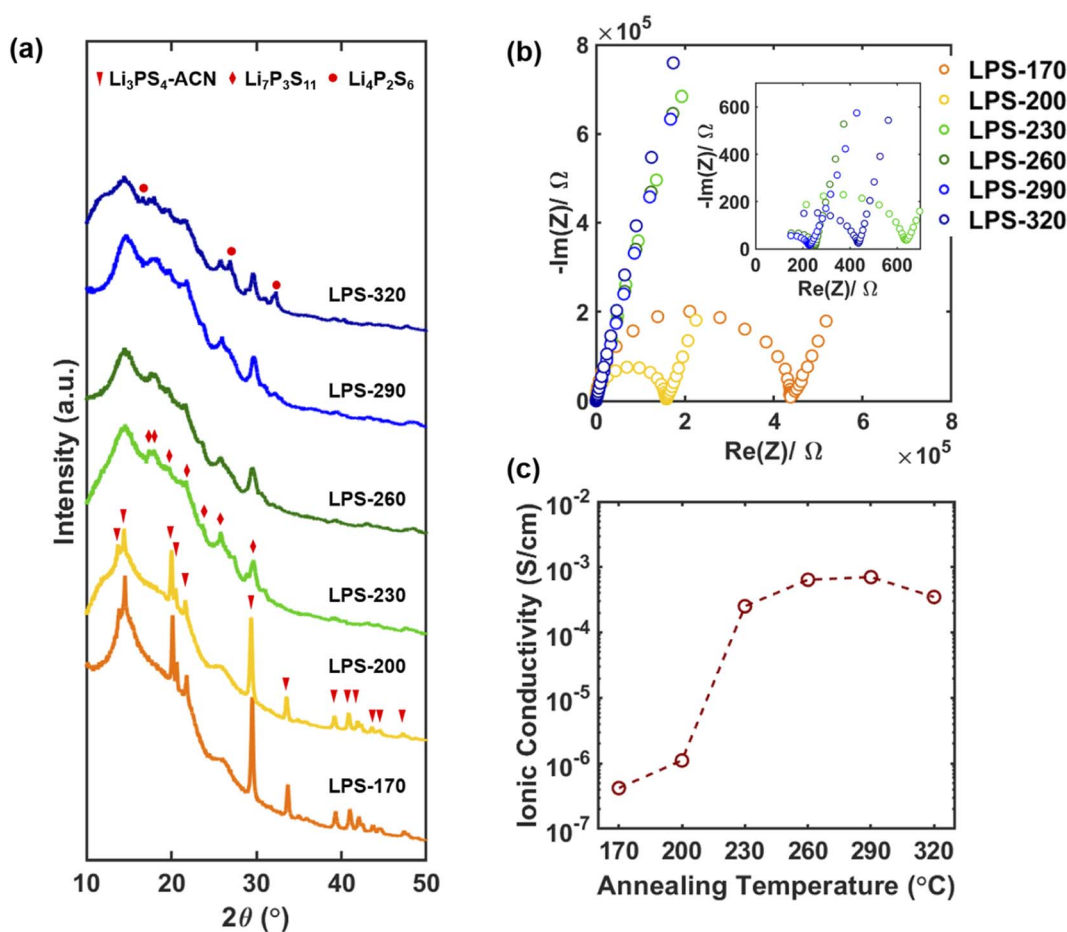 (a)
Li₃PS₄-ACN Li₇P₃S₁₁ Li₄P₂S₆
LPS-320
LPS-290
LPS-260
LPS-230
LPS-200
LPS-170
Intensity (a.u.)
10 20 30 40 50
2θ (°)
(b)
8 ×10⁵
6
4
2
0
-Im(Z)/ Ω
0 2 4 6 8
Re(Z)/ Ω ×10⁵
600
400
200
0
-Im(Z)/ Ω
0 200 400 600
Re(Z)/ Ω
LPS-170
LPS-200
LPS-230
LPS-260
LPS-290
LPS-320
(c)
10⁻²
10⁻³
10⁻⁴
10⁻⁵
10⁻⁶
10⁻⁷
Ionic Conductivity (S/cm)
170 200 230 260 290 320
Annealing Temperature (°C)